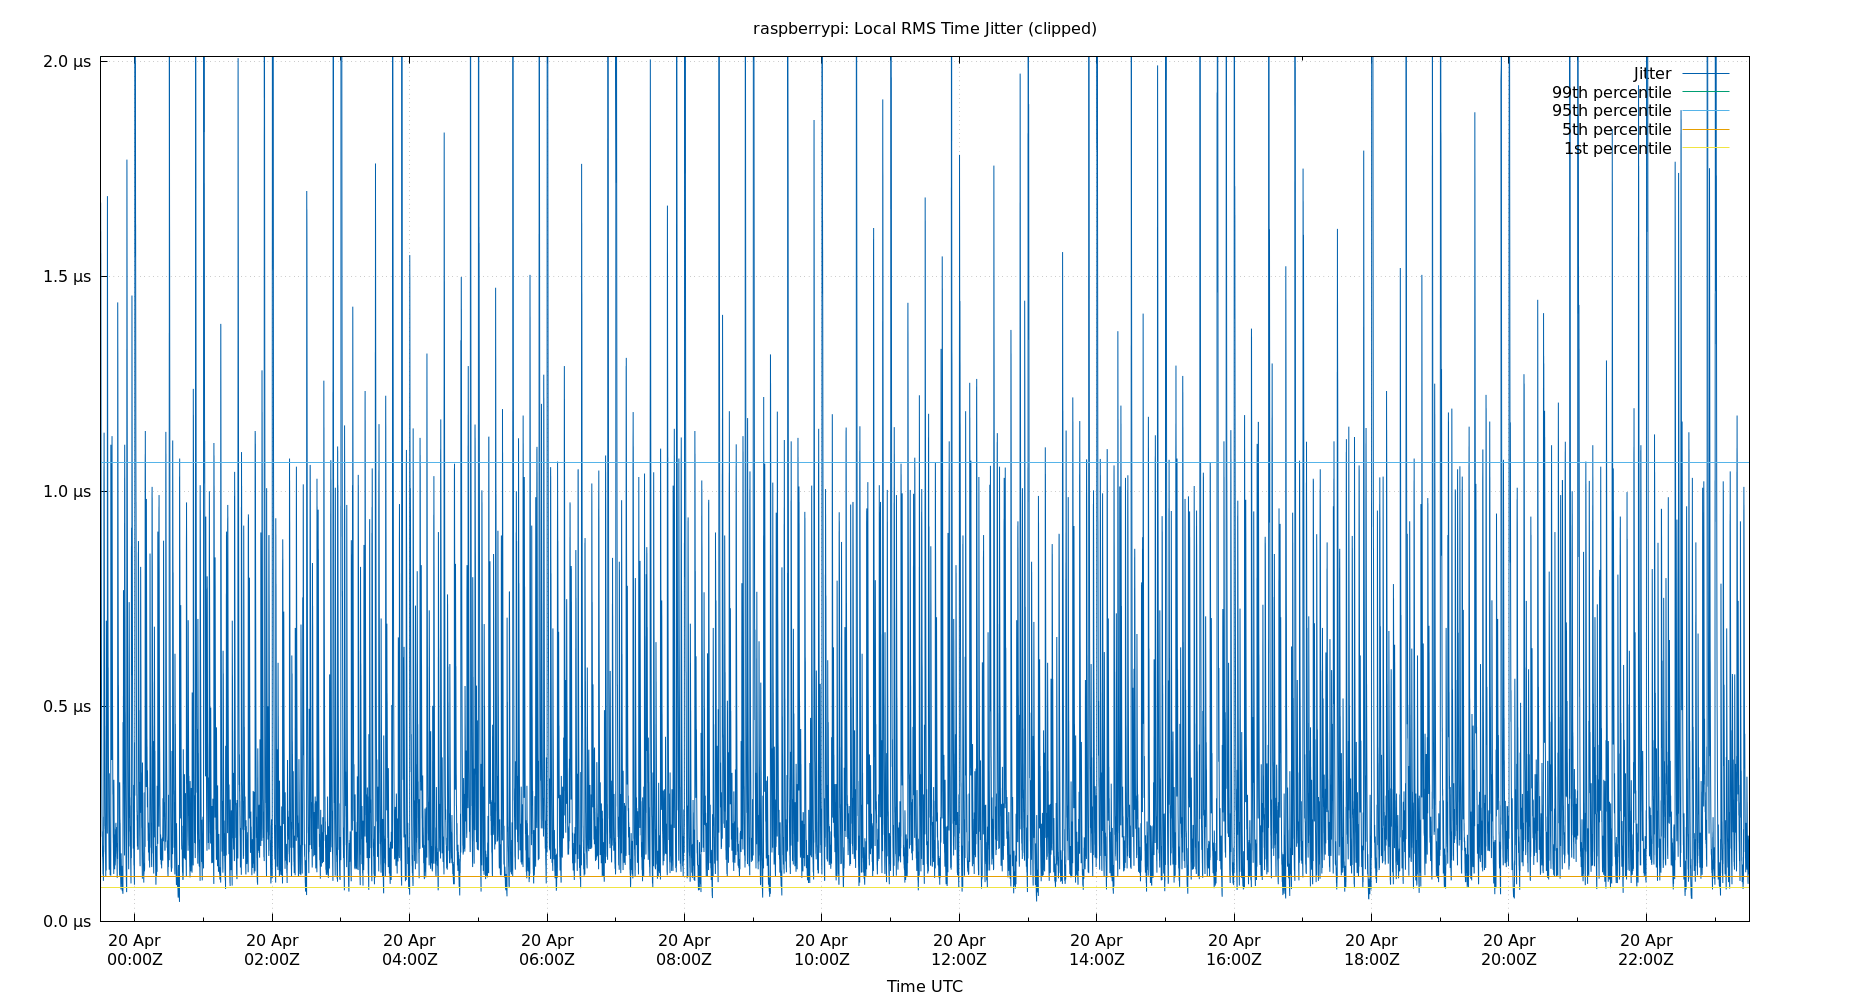 raspberrypi: Local RMS Time Jitter (clipped)
2.0 μs
1.5 μs
1.0 μs
0.5 μs
0.0 μs
Jitter
99th percentile
95th percentile
5th percentile
1st percentile
20 Apr 20 Apr 20 Apr 20 Apr 20 Apr 20 Apr 20 Apr 20 Apr 20 Apr 20 Apr 20 Apr 20 Apr
00:00Z 02:00Z 04:00Z 06:00Z 08:00Z 10:00Z 12:00Z 14:00Z 16:00Z 18:00Z 20:00Z 22:00Z
Time UTC